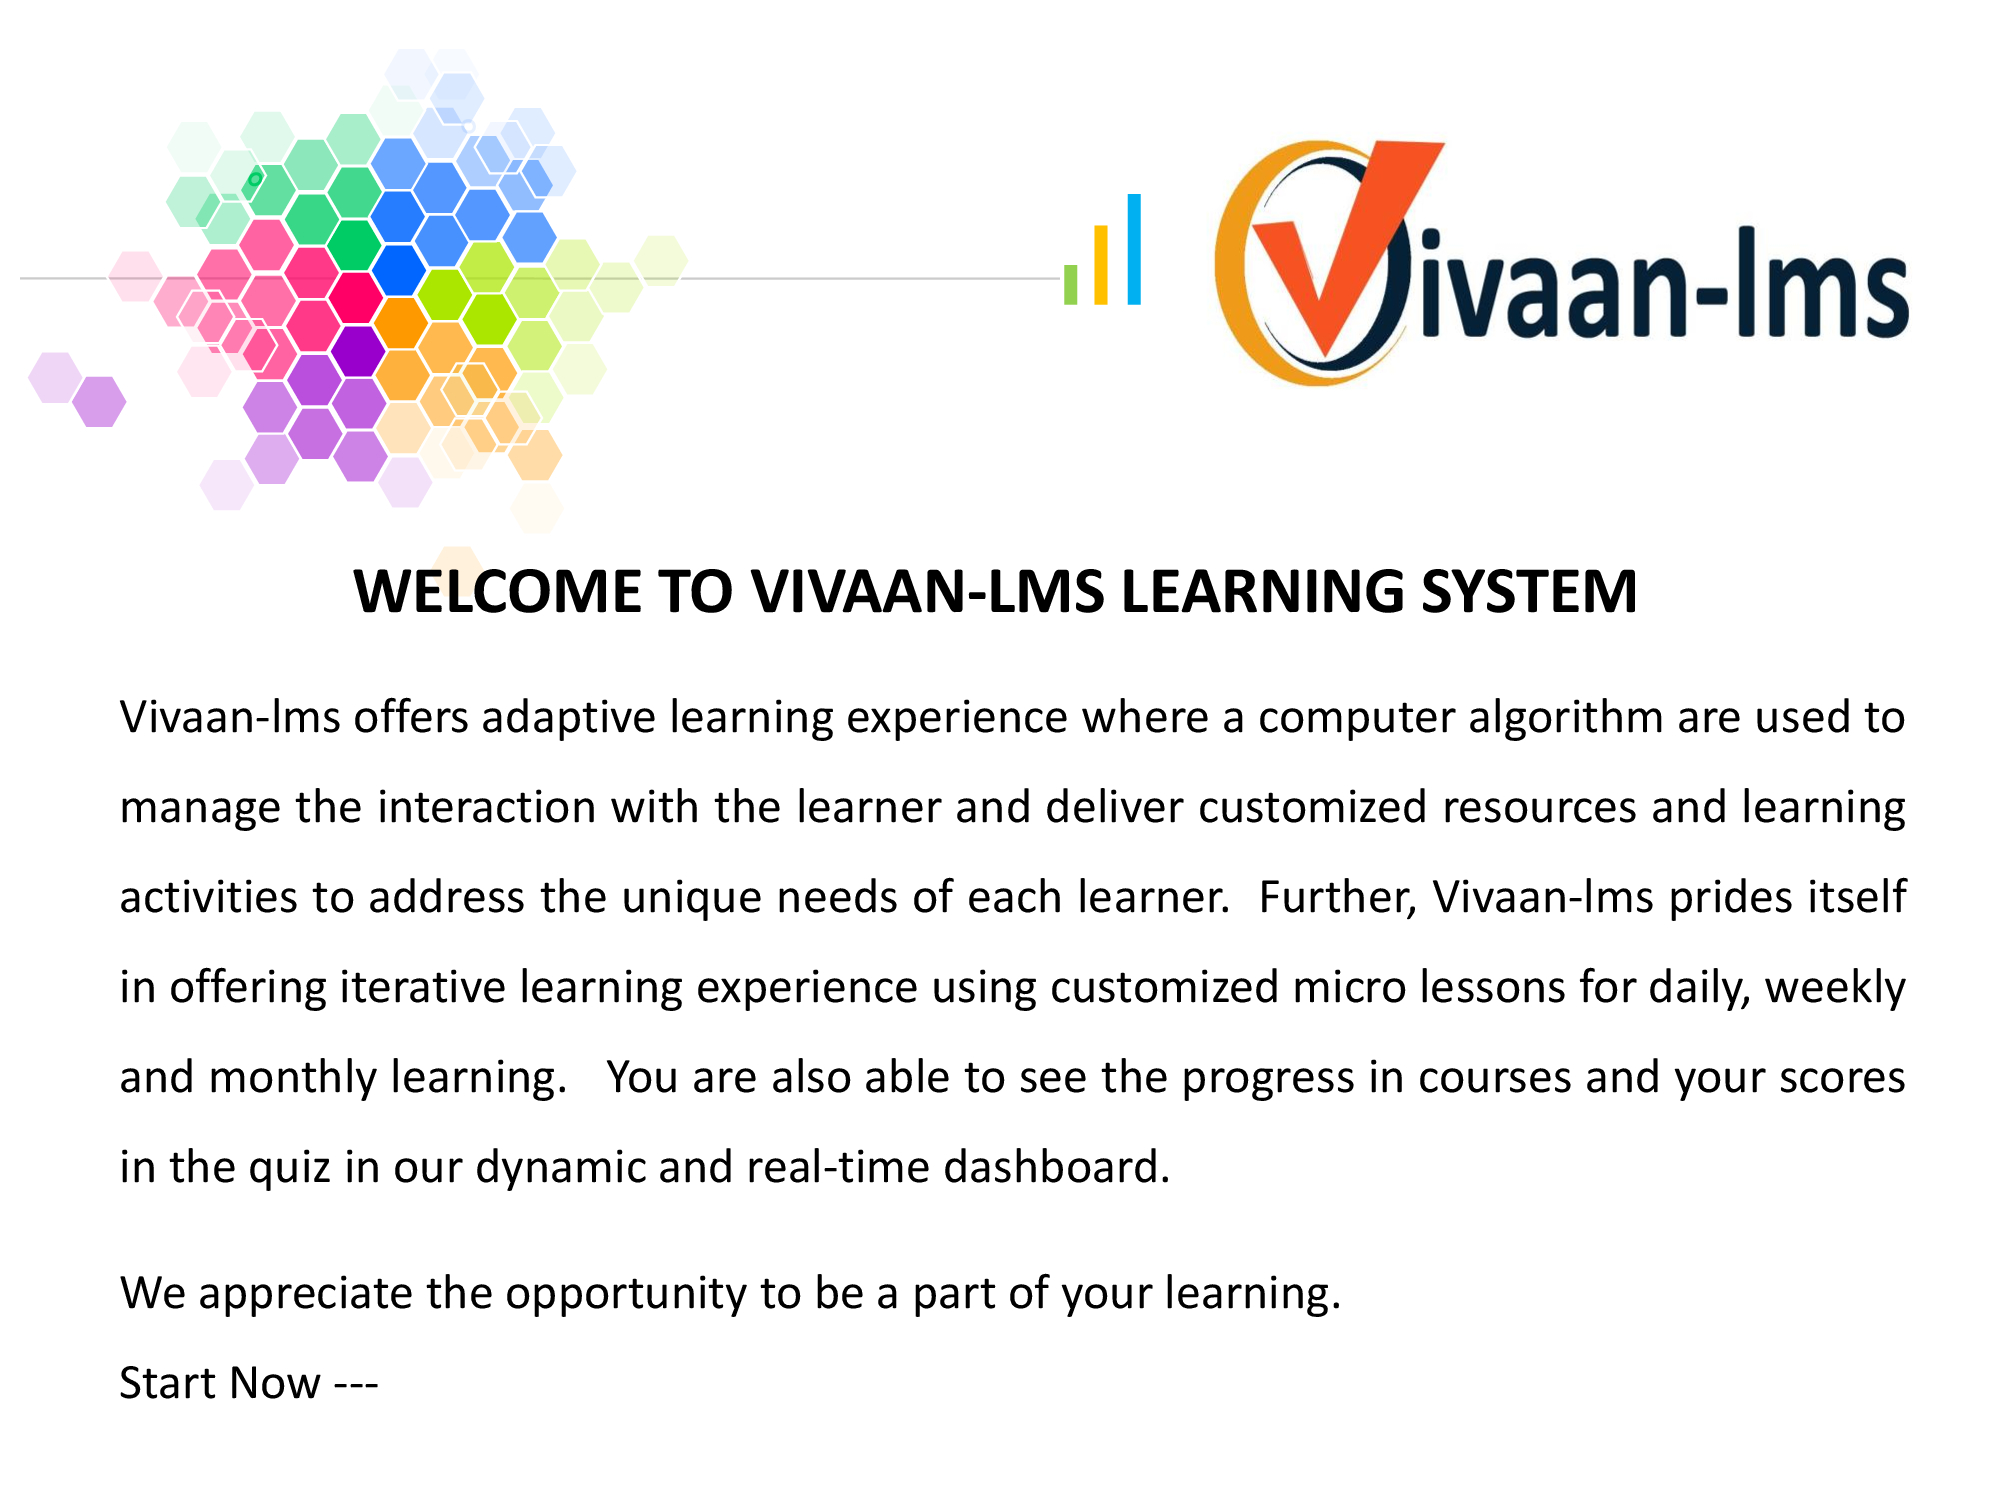 Vivaan-lms
WELCOME TO VIVAAN-LMS LEARNING SYSTEM
Vivaan-lms offers adaptive learning experience where a computer algorithm are used to
manage the interaction with the learner and deliver customized resources and learning
activities to address the unique needs of each learner.  Further, Vivaan-lms prides itself
in offering iterative learning experience using customized micro lessons for daily, weekly
and monthly learning.   You are also able to see the progress in courses and your scores
in the quiz in our dynamic and real-time dashboard.
We appreciate the opportunity to be a part of your learning.
Start Now ---